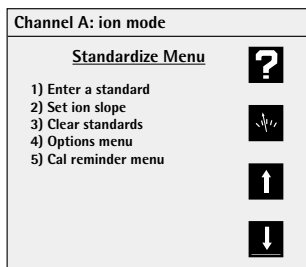 Channel A: ion mode
Standardize Menu
1) Enter a standard
2) Set ion slope
3) Clear standards
4) Options menu
5) Cal reminder menu
?